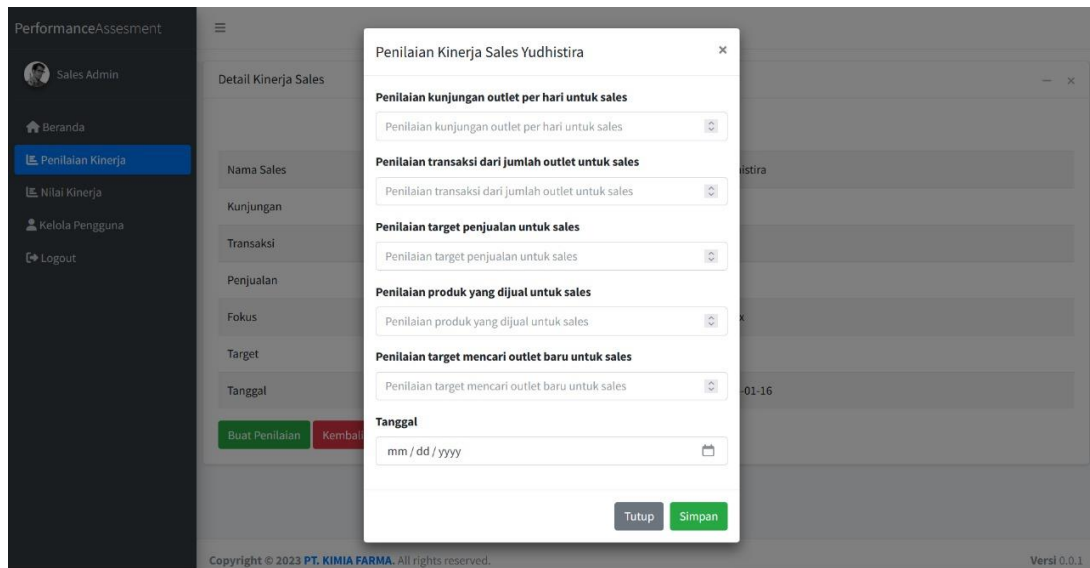 PerformanceAssesment
Sales Admin
Beranda
Penilaian Kinerja
Nilai Kinerja
Kelola Pengguna
Logout
Detail Kinerja Sales
Nama Sales
Kunjungan
Transaksi
Penjualan
Fokus
Target
Tanggal
-01-16
Buat Penilaian
Kembali
Penilaian Kinerja Sales Yudhistira
×
Penilaian kunjungan outlet per hari untuk sales
Penilaian kunjungan outlet per hari untuk sales
Penilaian transaksi dari jumlah outlet untuk sales
Penilaian transaksi dari jumlah outlet untuk sales
Penilaian target penjualan untuk sales
Penilaian target penjualan untuk sales
Penilaian produk yang dijual untuk sales
Penilaian produk yang dijual untuk sales
Penilaian target mencari outlet baru untuk sales
Penilaian target mencari outlet baru untuk sales
Tanggal
mm / dd / yyyy
Tutup
Simpan
Copyright © 2023 PT. KIMIA FARMA. All rights reserved.
Versi 0.0.1